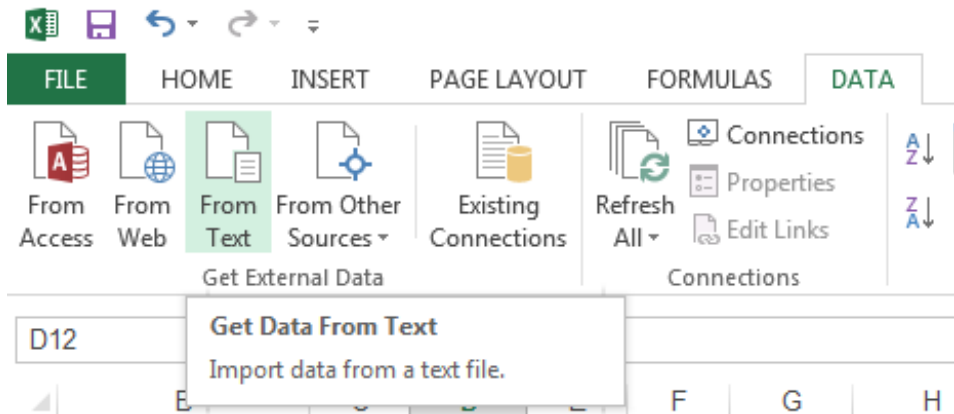 FILE HOME INSERT PAGE LAYOUT FORMULAS DATA
From Access
From Web
From Text
From Other Sources
Existing Connections
Refresh All
Connections
Properties
Edit Links
A Z
Z A
Get External Data
Connections
Get Data From Text
Import data from a text file.
D12
F G H